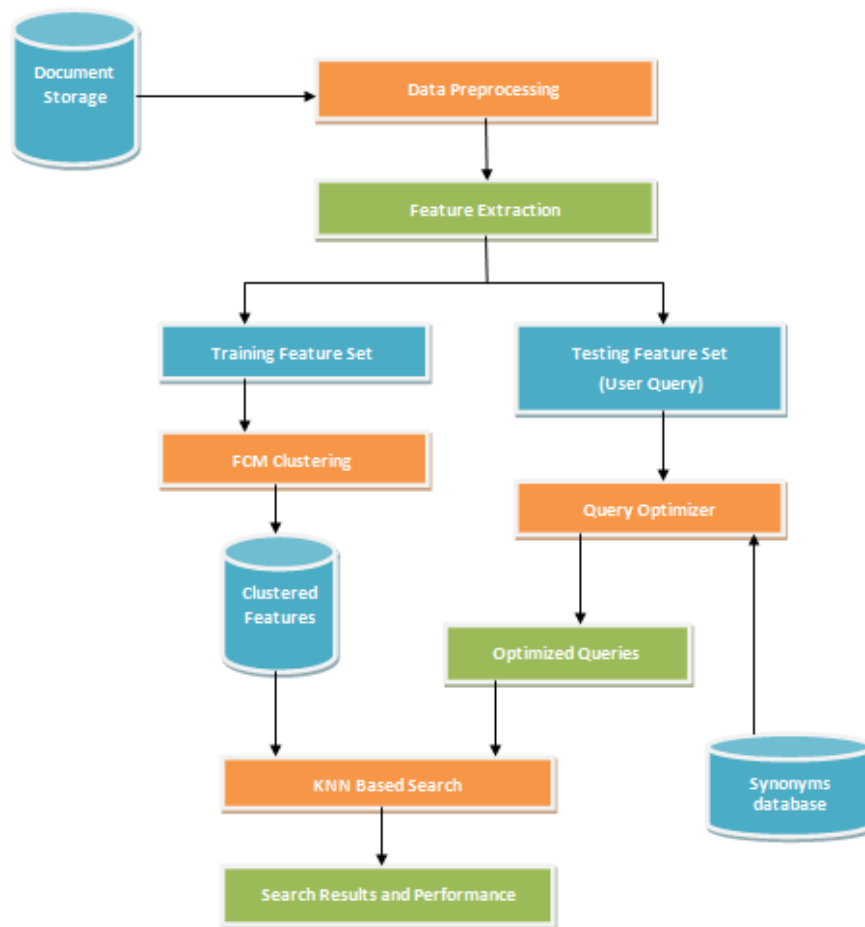 Document
Storage
Data Preprocessing
Feature Extraction
Training Feature Set
Testing Feature Set
(User Query)
FCM Clustering
Query Optimizer
Clustered
Features
Optimized Queries
KNN Based Search
Synonyms
database
Search Results and Performance